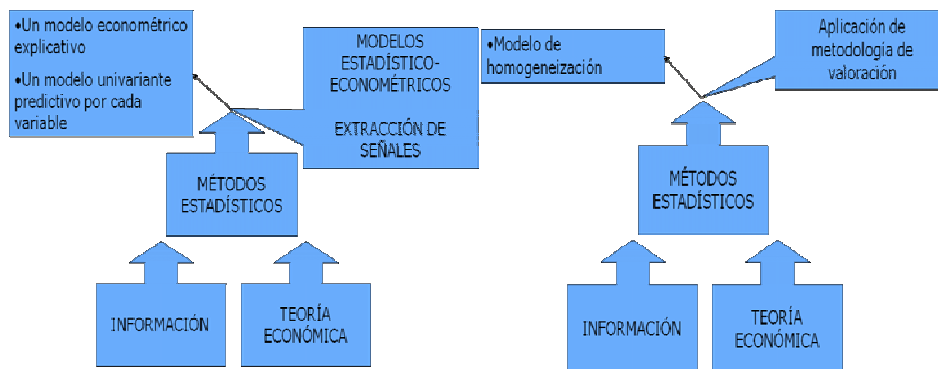 •Un modelo econométrico
explicativo
•Un modelo univariante
predictivo por cada
variable
MODELOS
ESTADÍSTICO-
ECONOMÉTRICOS
EXTRACCIÓN DE
SEÑALES
MÉTODOS
ESTADÍSTICOS
INFORMACIÓN
TEORÍA
ECONÓMICA
•Modelo de
homogeneización
Aplicación de
metodología de
valoración
MÉTODOS
ESTADÍSTICOS
INFORMACIÓN
TEORÍA
ECONÓMICA